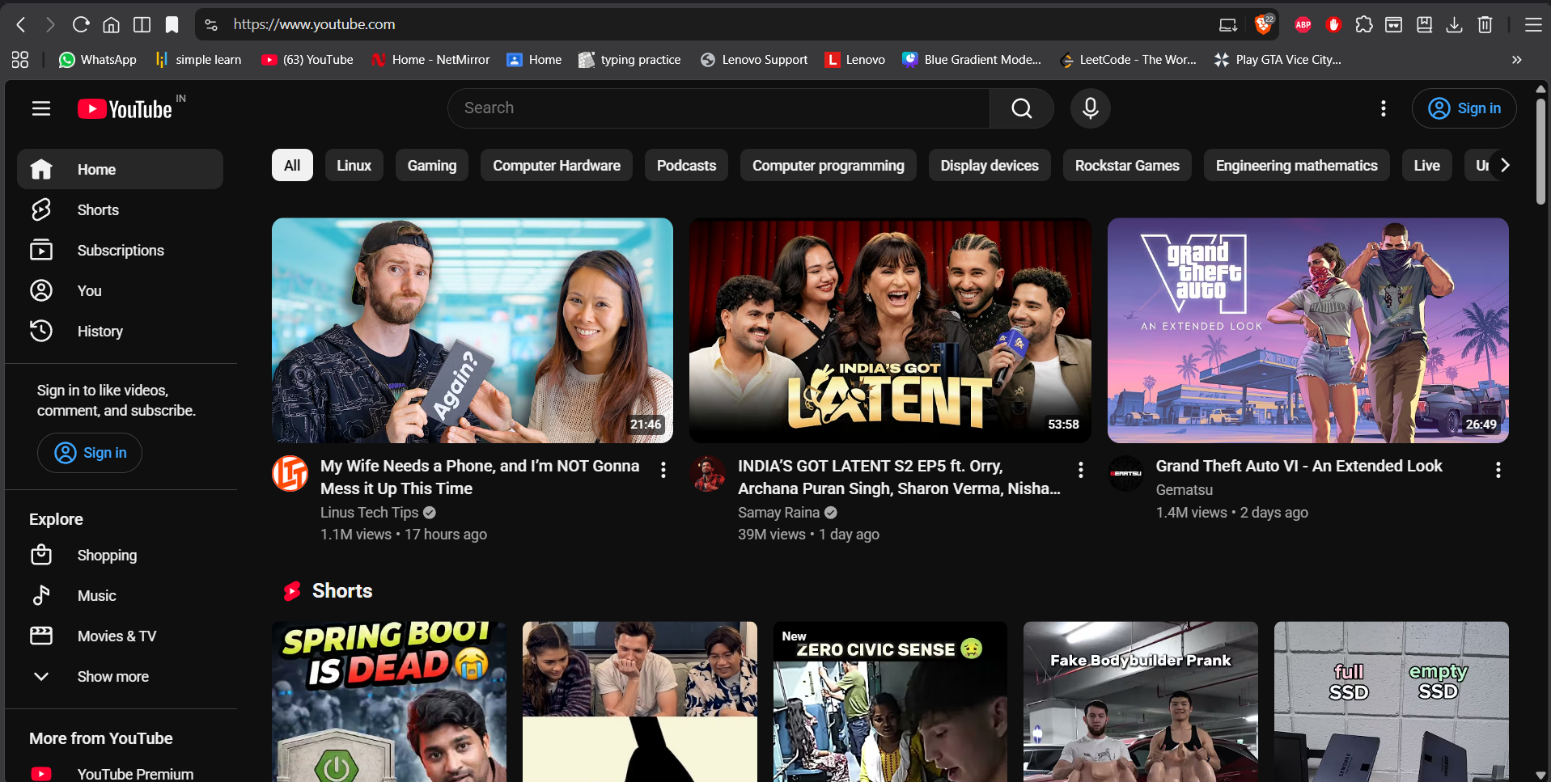 https://www.youtube.com
22
ABP
WhatsApp
simple learn
(63) YouTube
Home - NetMirror
Home
typing practice
Lenovo Support
L Lenovo
Blue Gradient Mode...
LeetCode - The Wor...
Play GTA Vice City...
YouTube IN
Search
Sign in
Home
Shorts
Subscriptions
You
History
Sign in to like videos,
comment, and subscribe.
Sign in
Explore
Shopping
Music
Movies & TV
Show more
More from YouTube
YouTube Premium
All
Linux
Gaming
Computer Hardware
Podcasts
Computer programming
Display devices
Rockstar Games
Engineering mathematics
Live
Again?
21:46
INDIA'S GOT
LATENT
53:58
grand
theft
auto
VI
AN EXTENDED LOOK
26:49
LTT
My Wife Needs a Phone, and I'm NOT Gonna
Mess it Up This Time
Linus Tech Tips
1.1M views • 17 hours ago
INDIA'S GOT LATENT S2 EP5 ft. Orry,
Archana Puran Singh, Sharon Verma, Nisha...
Samay Raina
39M views • 1 day ago
GEMATSU
Grand Theft Auto VI - An Extended Look
Gematsu
1.4M views • 2 days ago
Shorts
SPRING BOOT
IS DEAD
New
ZERO CIVIC SENSE
Fake Bodybuilder Prank
full
SSD
empty
SSD